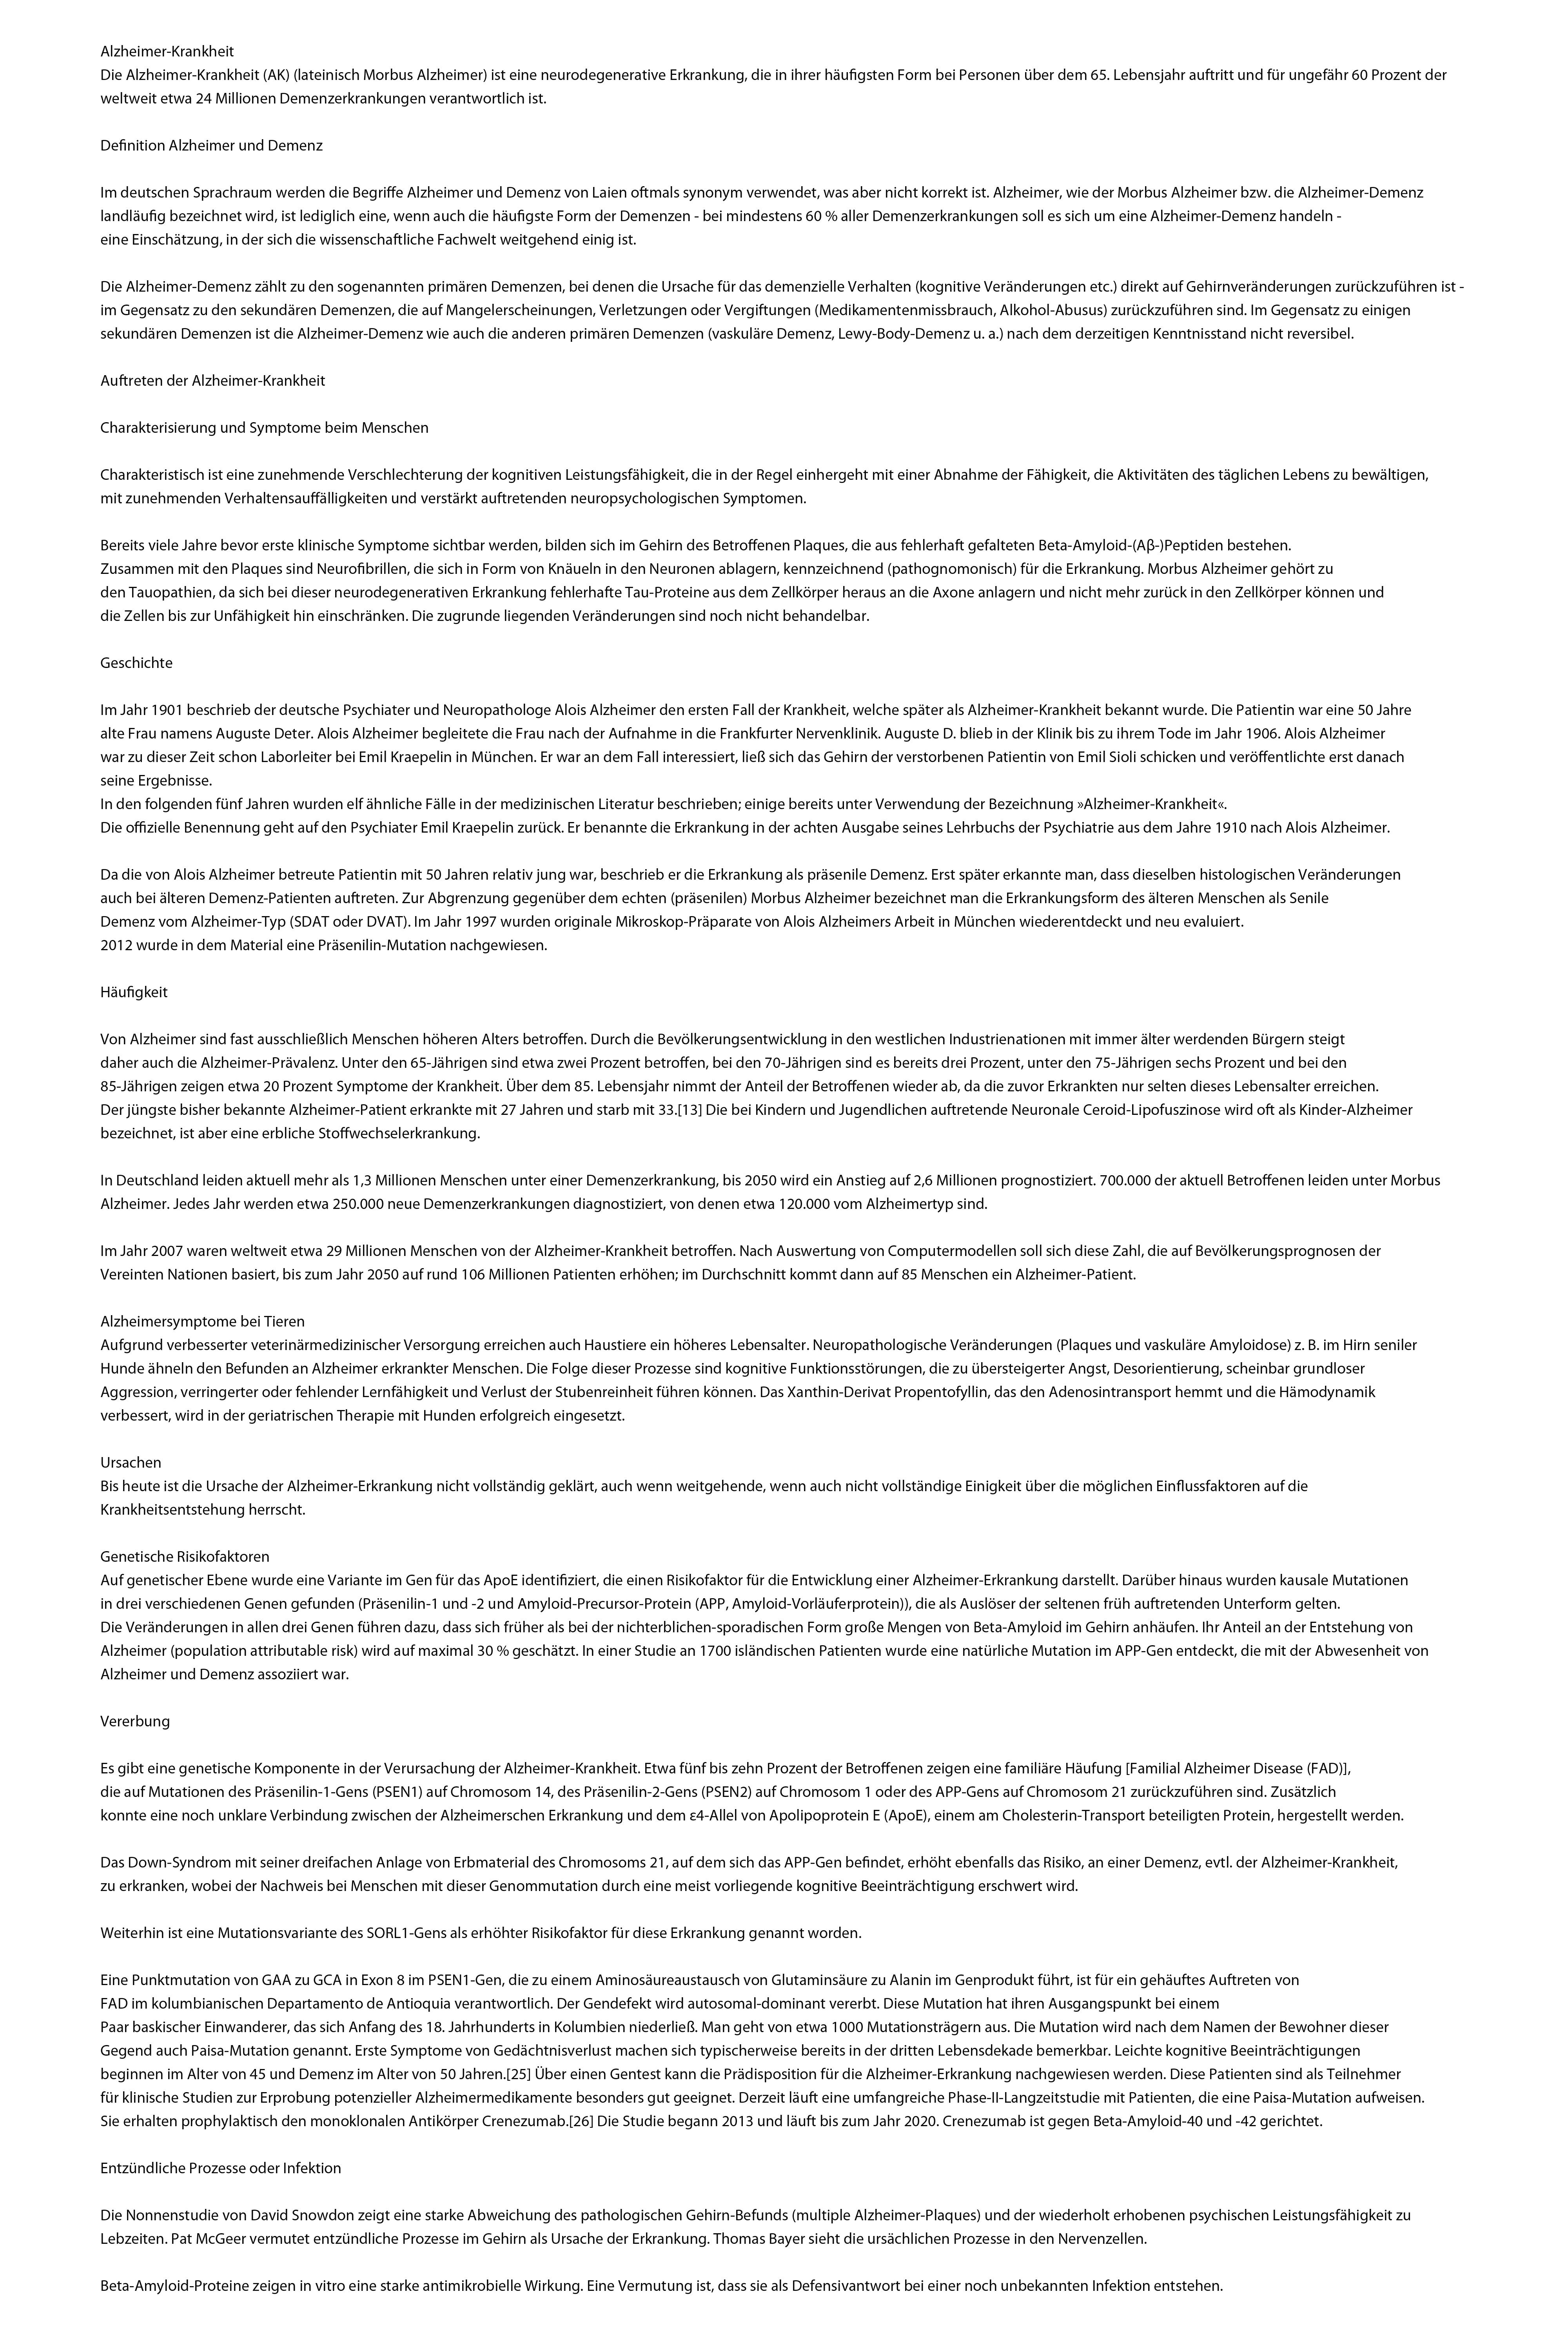 Alzheimer-Krankheit
Die Alzheimer-Krankheit (AK) (lateinisch Morbus Alzheimer) ist eine neurodegenerative Erkrankung, die in ihrer häufigsten Form bei Personen über dem 65. Lebensjahr auftritt und für ungefähr 60 Prozent der
weltweit etwa 24 Millionen Demenzerkrankungen verantwortlich ist.
Definition Alzheimer und Demenz
Im deutschen Sprachraum werden die Begriffe Alzheimer und Demenz von Laien oftmals synonym verwendet, was aber nicht korrekt ist. Alzheimer, wie der Morbus Alzheimer bzw. die Alzheimer-Demenz
landläufig bezeichnet wird, ist lediglich eine, wenn auch die häufigste Form der Demenzen - bei mindestens 60 % aller Demenzerkrankungen soll es sich um eine Alzheimer-Demenz handeln -
eine Einschätzung, in der sich die wissenschaftliche Fachwelt weitgehend einig ist.
Die Alzheimer-Demenz zählt zu den sogenannten primären Demenzen, bei denen die Ursache für das demenzielle Verhalten (kognitive Veränderungen etc.) direkt auf Gehirnveränderungen zurückzuführen ist -
im Gegensatz zu den sekundären Demenzen, die auf Mangelerscheinungen, Verletzungen oder Vergiftungen (Medikamentenmissbrauch, Alkohol-Abusus) zurückzuführen sind. Im Gegensatz zu einigen
sekundären Demenzen ist die Alzheimer-Demenz wie auch die anderen primären Demenzen (vaskuläre Demenz, Lewy-Body-Demenz u. a.) nach dem derzeitigen Kenntnisstand nicht reversibel.
Auftreten der Alzheimer-Krankheit
Charakterisierung und Symptome beim Menschen
Charakteristisch ist eine zunehmende Verschlechterung der kognitiven Leistungsfähigkeit, die in der Regel einhergeht mit einer Abnahme der Fähigkeit, die Aktivitäten des täglichen Lebens zu bewältigen,
mit zunehmenden Verhaltensauffälligkeiten und verstärkt auftretenden neuropsychologischen Symptomen.
Bereits viele Jahre bevor erste klinische Symptome sichtbar werden, bilden sich im Gehirn des Betroffenen Plaques, die aus fehlerhaft gefalteten Beta-Amyloid-(Aβ-)Peptiden bestehen.
Zusammen mit den Plaques sind Neurofibrillen, die sich in Form von Knäueln in den Neuronen ablagern, kennzeichnend (pathognomonisch) für die Erkrankung. Morbus Alzheimer gehört zu
den Tauopathien, da sich bei dieser neurodegenerativen Erkrankung fehlerhafte Tau-Proteine aus dem Zellkörper heraus an die Axone anlagern und nicht mehr zurück in den Zellkörper können und
die Zellen bis zur Unfähigkeit hin einschränken. Die zugrunde liegenden Veränderungen sind noch nicht behandelbar.
Geschichte
Im Jahr 1901 beschrieb der deutsche Psychiater und Neuropathologe Alois Alzheimer den ersten Fall der Krankheit, welche später als Alzheimer-Krankheit bekannt wurde. Die Patientin war eine 50 Jahre
alte Frau namens Auguste Deter. Alois Alzheimer begleitete die Frau nach der Aufnahme in die Frankfurter Nervenklinik. Auguste D. blieb in der Klinik bis zu ihrem Tode im Jahr 1906. Alois Alzheimer
war zu dieser Zeit schon Laborleiter bei Emil Kraepelin in München. Er war an dem Fall interessiert, ließ sich das Gehirn der verstorbenen Patientin von Emil Sioli schicken und veröffentlichte erst danach
seine Ergebnisse.
In den folgenden fünf Jahren wurden elf ähnliche Fälle in der medizinischen Literatur beschrieben; einige bereits unter Verwendung der Bezeichnung »Alzheimer-Krankheit«.
Die offizielle Benennung geht auf den Psychiater Emil Kraepelin zurück. Er benannte die Erkrankung in der achten Ausgabe seines Lehrbuchs der Psychiatrie aus dem Jahre 1910 nach Alois Alzheimer.
Da die von Alois Alzheimer betreute Patientin mit 50 Jahren relativ jung war, beschrieb er die Erkrankung als präsenile Demenz. Erst später erkannte man, dass dieselben histologischen Veränderungen
auch bei älteren Demenz-Patienten auftreten. Zur Abgrenzung gegenüber dem echten (präsenilen) Morbus Alzheimer bezeichnet man die Erkrankungsform des älteren Menschen als Senile
Demenz vom Alzheimer-Typ (SDAT oder DVAT). Im Jahr 1997 wurden originale Mikroskop-Präparate von Alois Alzheimers Arbeit in München wiederentdeckt und neu evaluiert.
2012 wurde in dem Material eine Präsenilin-Mutation nachgewiesen.
Häufigkeit
Von Alzheimer sind fast ausschließlich Menschen höheren Alters betroffen. Durch die Bevölkerungsentwicklung in den westlichen Industrienationen mit immer älter werdenden Bürgern steigt
daher auch die Alzheimer-Prävalenz. Unter den 65-Jährigen sind etwa zwei Prozent betroffen, bei den 70-Jährigen sind es bereits drei Prozent, unter den 75-Jährigen sechs Prozent und bei den
85-Jährigen zeigen etwa 20 Prozent Symptome der Krankheit. Über dem 85. Lebensjahr nimmt der Anteil der Betroffenen wieder ab, da die zuvor Erkrankten nur selten dieses Lebensalter erreichen.
Der jüngste bisher bekannte Alzheimer-Patient erkrankte mit 27 Jahren und starb mit 33.[13] Die bei Kindern und Jugendlichen auftretende Neuronale Ceroid-Lipofuszinose wird oft als Kinder-Alzheimer
bezeichnet, ist aber eine erbliche Stoffwechselerkrankung.
In Deutschland leiden aktuell mehr als 1,3 Millionen Menschen unter einer Demenzerkrankung, bis 2050 wird ein Anstieg auf 2,6 Millionen prognostiziert. 700.000 der aktuell Betroffenen leiden unter Morbus
Alzheimer. Jedes Jahr werden etwa 250.000 neue Demenzerkrankungen diagnostiziert, von denen etwa 120.000 vom Alzheimertyp sind.
Im Jahr 2007 waren weltweit etwa 29 Millionen Menschen von der Alzheimer-Krankheit betroffen. Nach Auswertung von Computermodellen soll sich diese Zahl, die auf Bevölkerungsprognosen der
Vereinten Nationen basiert, bis zum Jahr 2050 auf rund 106 Millionen Patienten erhöhen; im Durchschnitt kommt dann auf 85 Menschen ein Alzheimer-Patient.
Alzheimersymptome bei Tieren
Aufgrund verbesserter veterinärmedizinischer Versorgung erreichen auch Haustiere ein höheres Lebensalter. Neuropathologische Veränderungen (Plaques und vaskuläre Amyloidose) z. B. im Hirn seniler
Hunde ähneln den Befunden an Alzheimer erkrankter Menschen. Die Folge dieser Prozesse sind kognitive Funktionsstörungen, die zu übersteigerter Angst, Desorientierung, scheinbar grundloser
Aggression, verringerter oder fehlender Lernfähigkeit und Verlust der Stubenreinheit führen können. Das Xanthin-Derivat Propentofyllin, das den Adenosintransport hemmt und die Hämodynamik
verbessert, wird in der geriatrischen Therapie mit Hunden erfolgreich eingesetzt.
Ursachen
Bis heute ist die Ursache der Alzheimer-Erkrankung nicht vollständig geklärt, auch wenn weitgehende, wenn auch nicht vollständige Einigkeit über die möglichen Einflussfaktoren auf die
Krankheitsentstehung herrscht.
Genetische Risikofaktoren
Auf genetischer Ebene wurde eine Variante im Gen für das ApoE identifiziert, die einen Risikofaktor für die Entwicklung einer Alzheimer-Erkrankung darstellt. Darüber hinaus wurden kausale Mutationen
in drei verschiedenen Genen gefunden (Präsenilin-1 und -2 und Amyloid-Precursor-Protein (APP, Amyloid-Vorläuferprotein)), die als Auslöser der seltenen früh auftretenden Unterform gelten.
Die Veränderungen in allen drei Genen führen dazu, dass sich früher als bei der nichterblichen-sporadischen Form große Mengen von Beta-Amyloid im Gehirn anhäufen. Ihr Anteil an der Entstehung von
Alzheimer (population attributable risk) wird auf maximal 30 % geschätzt. In einer Studie an 1700 isländischen Patienten wurde eine natürliche Mutation im APP-Gen entdeckt, die mit der Abwesenheit von
Alzheimer und Demenz assoziiert war.
Vererbung
Es gibt eine genetische Komponente in der Verursachung der Alzheimer-Krankheit. Etwa fünf bis zehn Prozent der Betroffenen zeigen eine familiäre Häufung [Familial Alzheimer Disease (FAD)],
die auf Mutationen des Präsenilin-1-Gens (PSEN1) auf Chromosom 14, des Präsenilin-2-Gens (PSEN2) auf Chromosom 1 oder des APP-Gens auf Chromosom 21 zurückzuführen sind. Zusätzlich
konnte eine noch unklare Verbindung zwischen der Alzheimerschen Erkrankung und dem ε4-Allel von Apolipoprotein E (ApoE), einem am Cholesterin-Transport beteiligten Protein, hergestellt werden.
Das Down-Syndrom mit seiner dreifachen Anlage von Erbmaterial des Chromosoms 21, auf dem sich das APP-Gen befindet, erhöht ebenfalls das Risiko, an einer Demenz, evtl. der Alzheimer-Krankheit,
zu erkranken, wobei der Nachweis bei Menschen mit dieser Genommutation durch eine meist vorliegende kognitive Beeinträchtigung erschwert wird.
Weiterhin ist eine Mutationsvariante des SORL1-Gens als erhöhter Risikofaktor für diese Erkrankung genannt worden.
Eine Punktmutation von GAA zu GCA in Exon 8 im PSEN1-Gen, die zu einem Aminosäureaustausch von Glutaminsäure zu Alanin im Genprodukt führt, ist für ein gehäuftes Auftreten von
FAD im kolumbianischen Departamento de Antioquia verantwortlich. Der Gendefekt wird autosomal-dominant vererbt. Diese Mutation hat ihren Ausgangspunkt bei einem
Paar baskischer Einwanderer, das sich Anfang des 18. Jahrhunderts in Kolumbien niederließ. Man geht von etwa 1000 Mutationsträgern aus. Die Mutation wird nach dem Namen der Bewohner dieser
Gegend auch Paisa-Mutation genannt. Erste Symptome von Gedächtnisverlust machen sich typischerweise bereits in der dritten Lebensdekade bemerkbar. Leichte kognitive Beeinträchtigungen
beginnen im Alter von 45 und Demenz im Alter von 50 Jahren.[25] Über einen Gentest kann die Prädisposition für die Alzheimer-Erkrankung nachgewiesen werden. Diese Patienten sind als Teilnehmer
für klinische Studien zur Erprobung potenzieller Alzheimermedikamente besonders gut geeignet. Derzeit läuft eine umfangreiche Phase-II-Langzeitstudie mit Patienten, die eine Paisa-Mutation aufweisen.
Sie erhalten prophylaktisch den monoklonalen Antikörper Crenezumab.[26] Die Studie begann 2013 und läuft bis zum Jahr 2020. Crenezumab ist gegen Beta-Amyloid-40 und -42 gerichtet.
Entzündliche Prozesse oder Infektion
Die Nonnenstudie von David Snowdon zeigt eine starke Abweichung des pathologischen Gehirn-Befunds (multiple Alzheimer-Plaques) und der wiederholt erhobenen psychischen Leistungsfähigkeit zu
Lebzeiten. Pat McGeer vermutet entzündliche Prozesse im Gehirn als Ursache der Erkrankung. Thomas Bayer sieht die ursächlichen Prozesse in den Nervenzellen.
Beta-Amyloid-Proteine zeigen in vitro eine starke antimikrobielle Wirkung. Eine Vermutung ist, dass sie als Defensivantwort bei einer noch unbekannten Infektion entstehen.